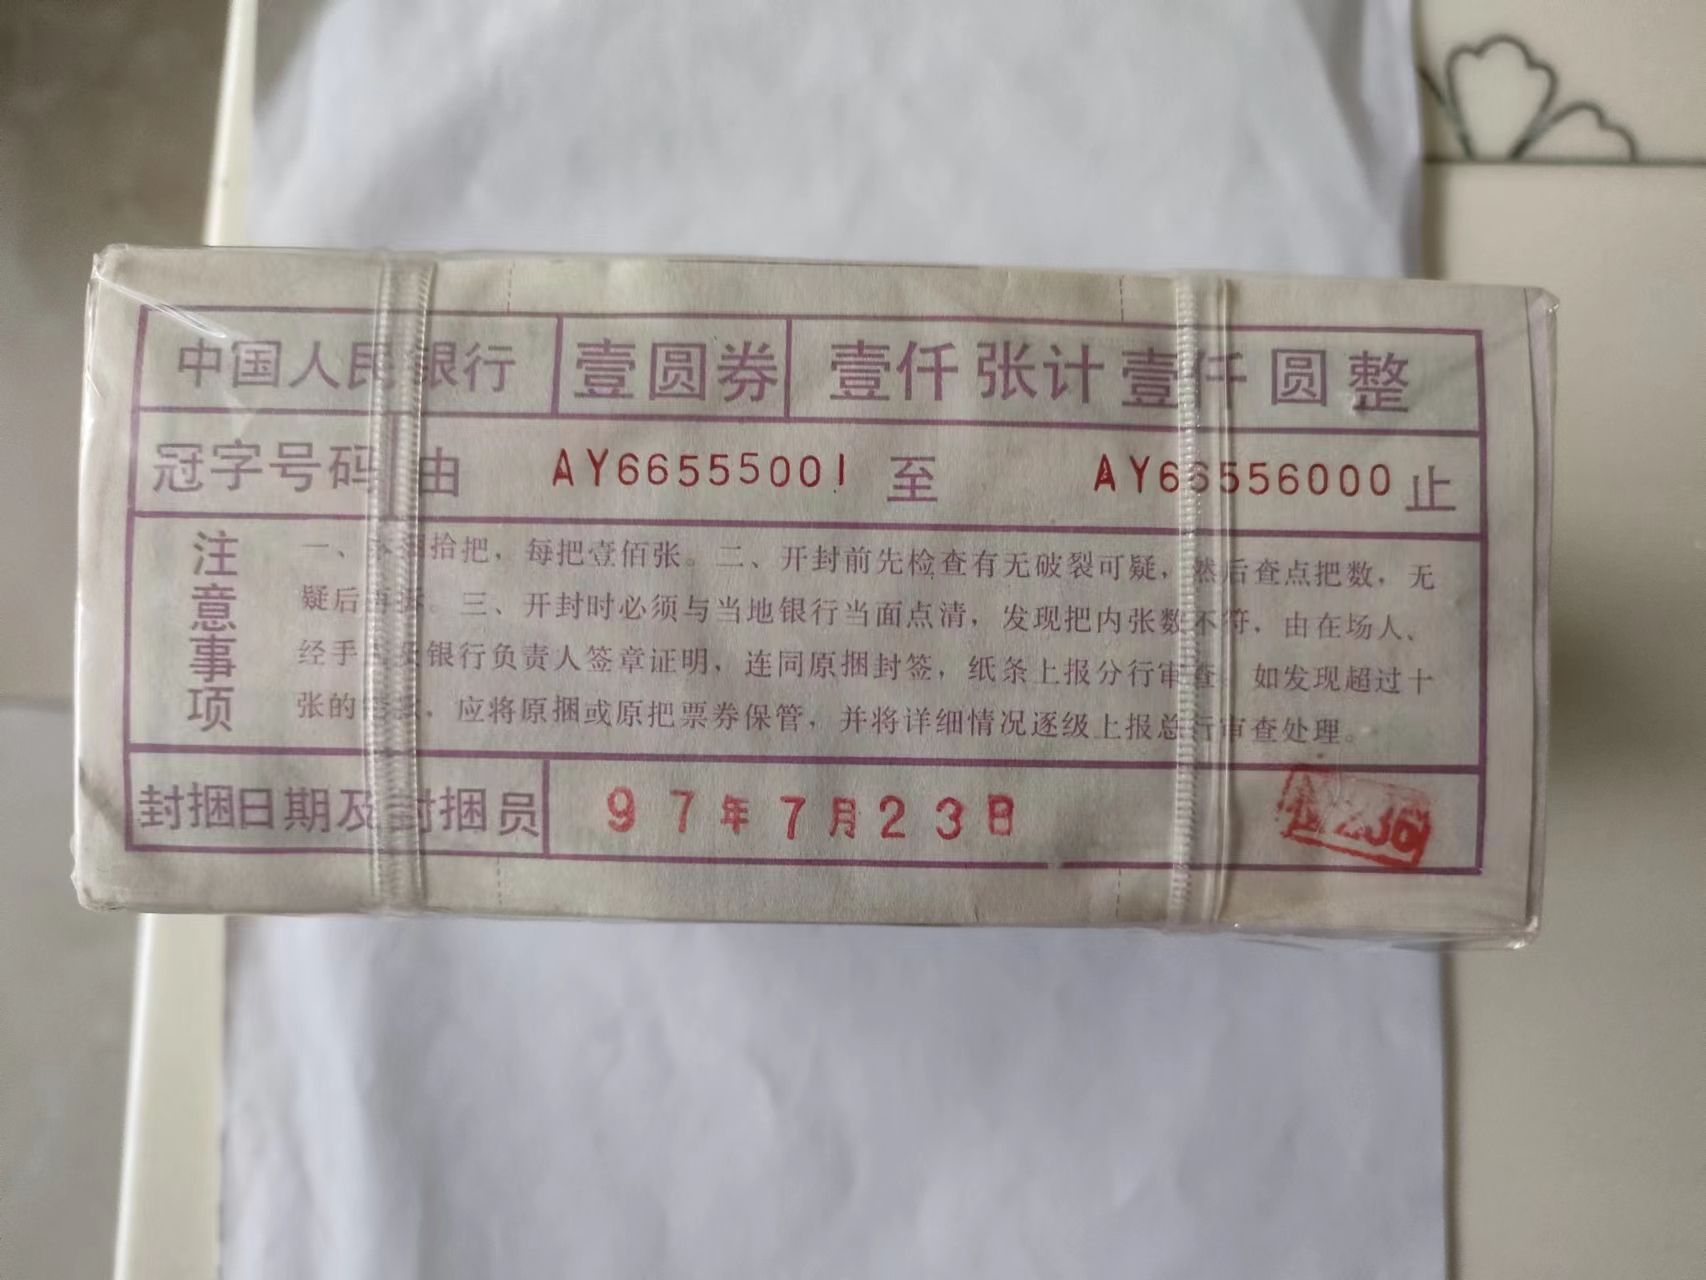 中国人民银行 壹圆券 壹仟张计壹仟圆整
冠字号码 由 AY66555001 至 AY66556000 止
注意事项
一、 拾把，每把壹佰张。二、开封前先检查有无破裂可疑，然后查点把数，无
疑后 。三、开封时必须与当地银行当面点清，发现把内张数不符，由在场人、
经手 银行负责人签章证明，连同原捆封签，纸条上报分行审查。如发现超过十
张的 ，应将原捆或原把票券保管，并将详细情况逐级上报总行审查处理。
封捆日期及封捆员 97年7月23日